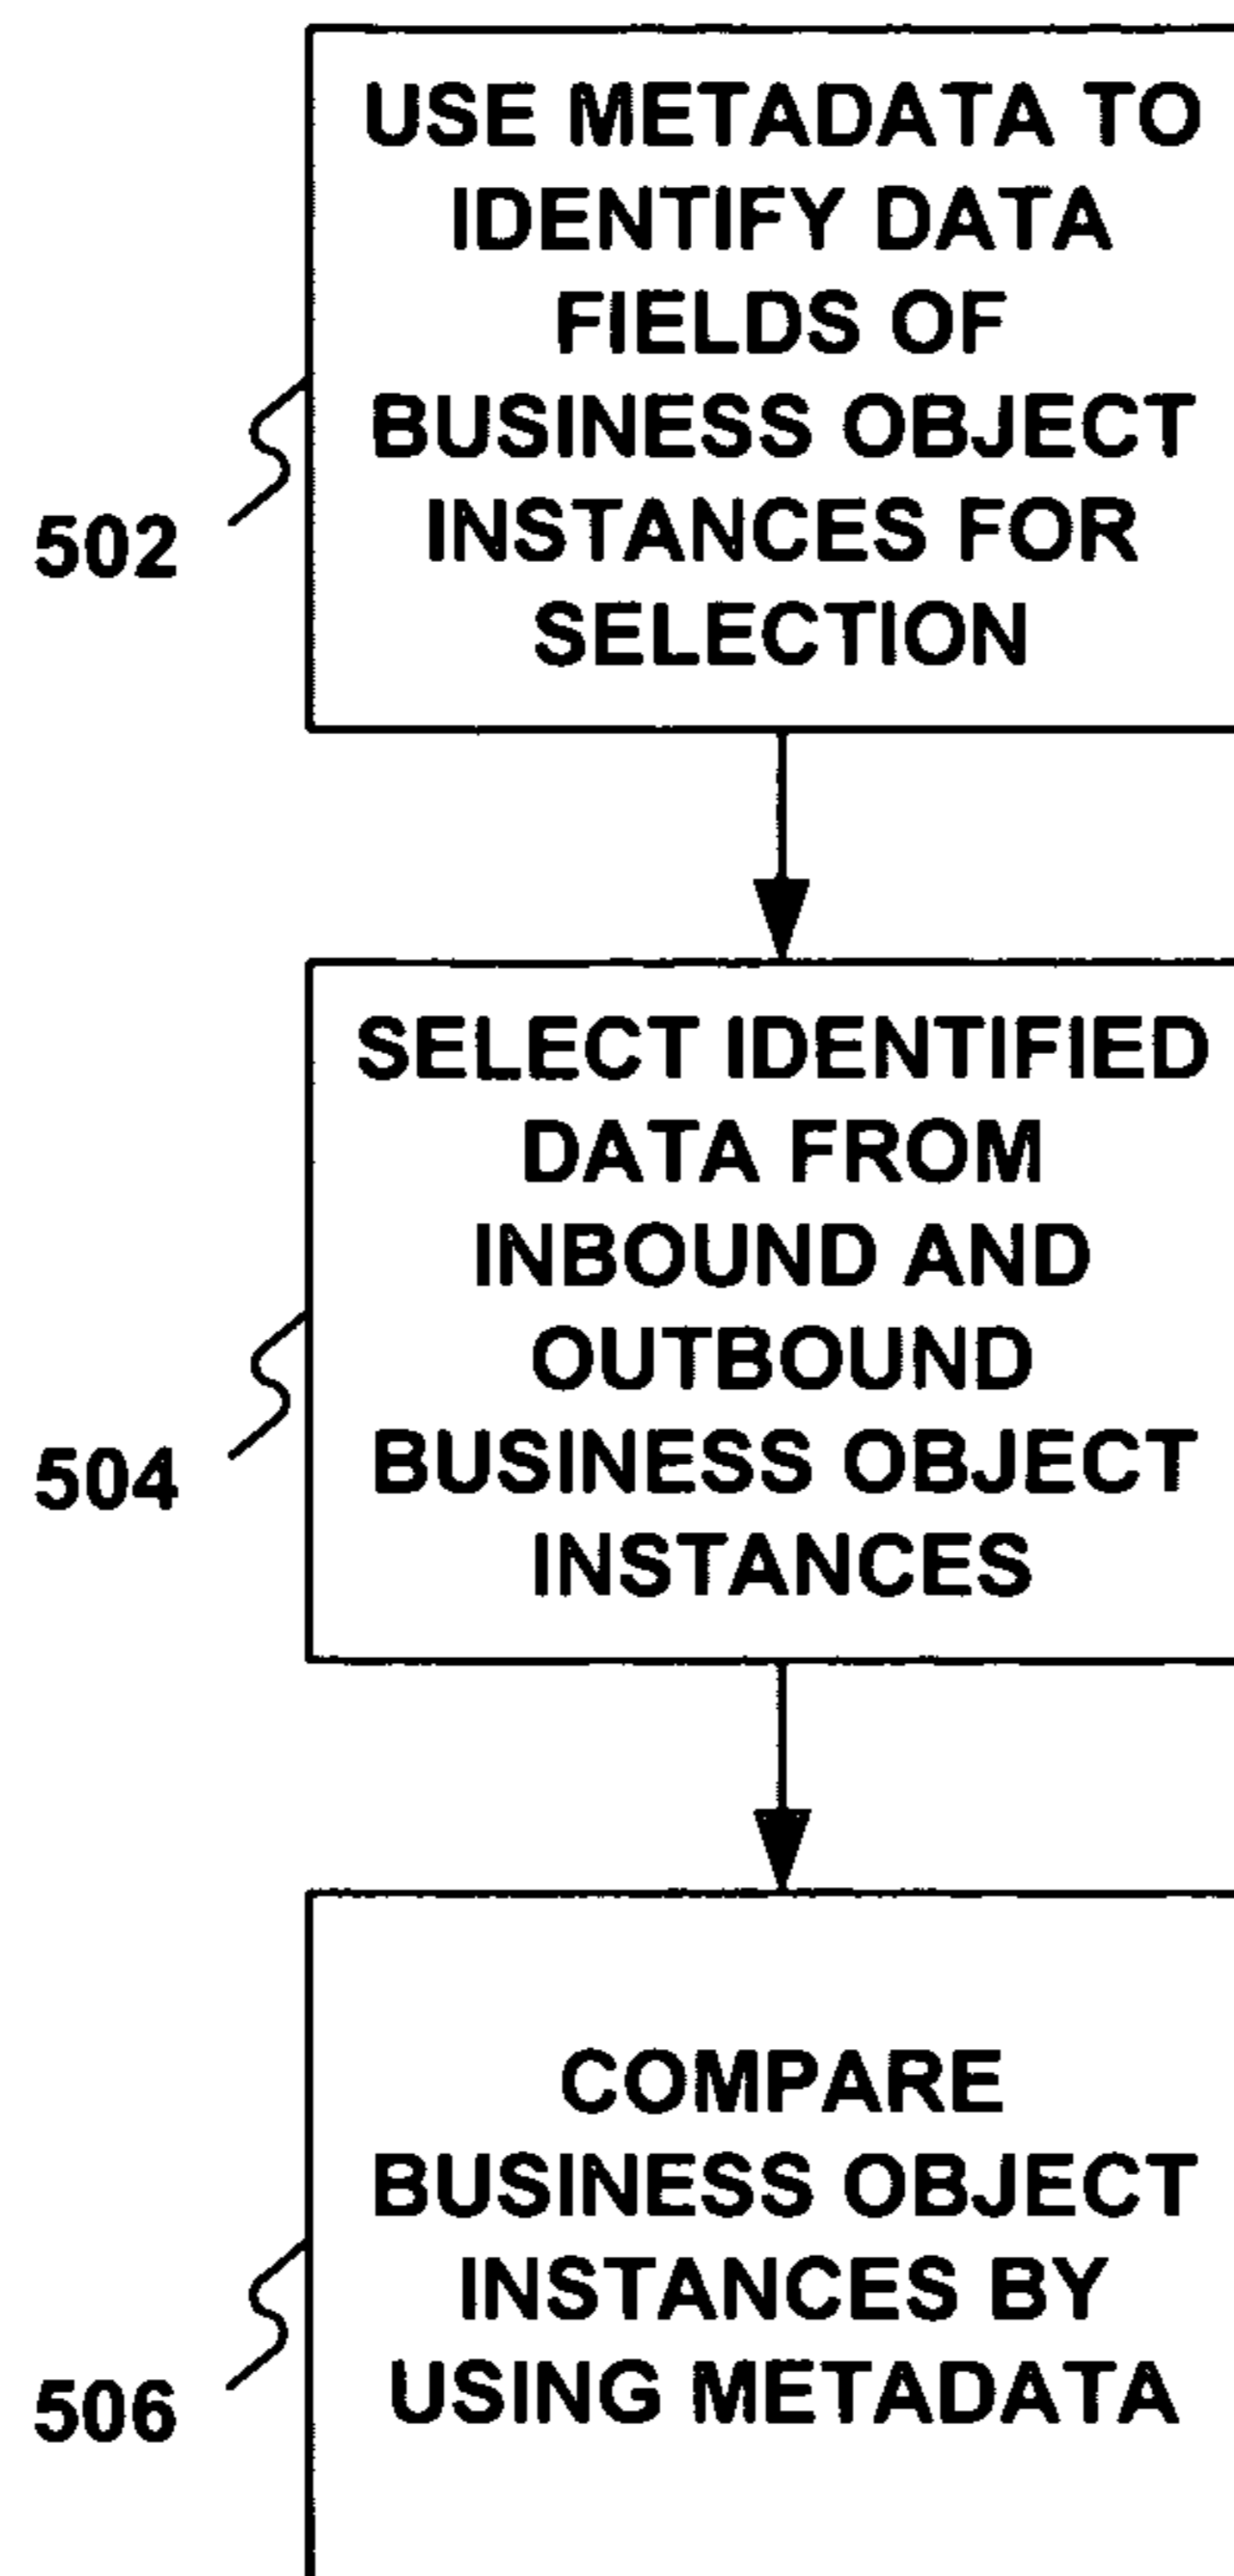 USE METADATA TO
IDENTIFY DATA
FIELDS OF
BUSINESS OBJECT
INSTANCES FOR
SELECTION
502
SELECT IDENTIFIED
DATA FROM
INBOUND AND
OUTBOUND
BUSINESS OBJECT
INSTANCES
504
COMPARE
BUSINESS OBJECT
INSTANCES BY
USING METADATA
506